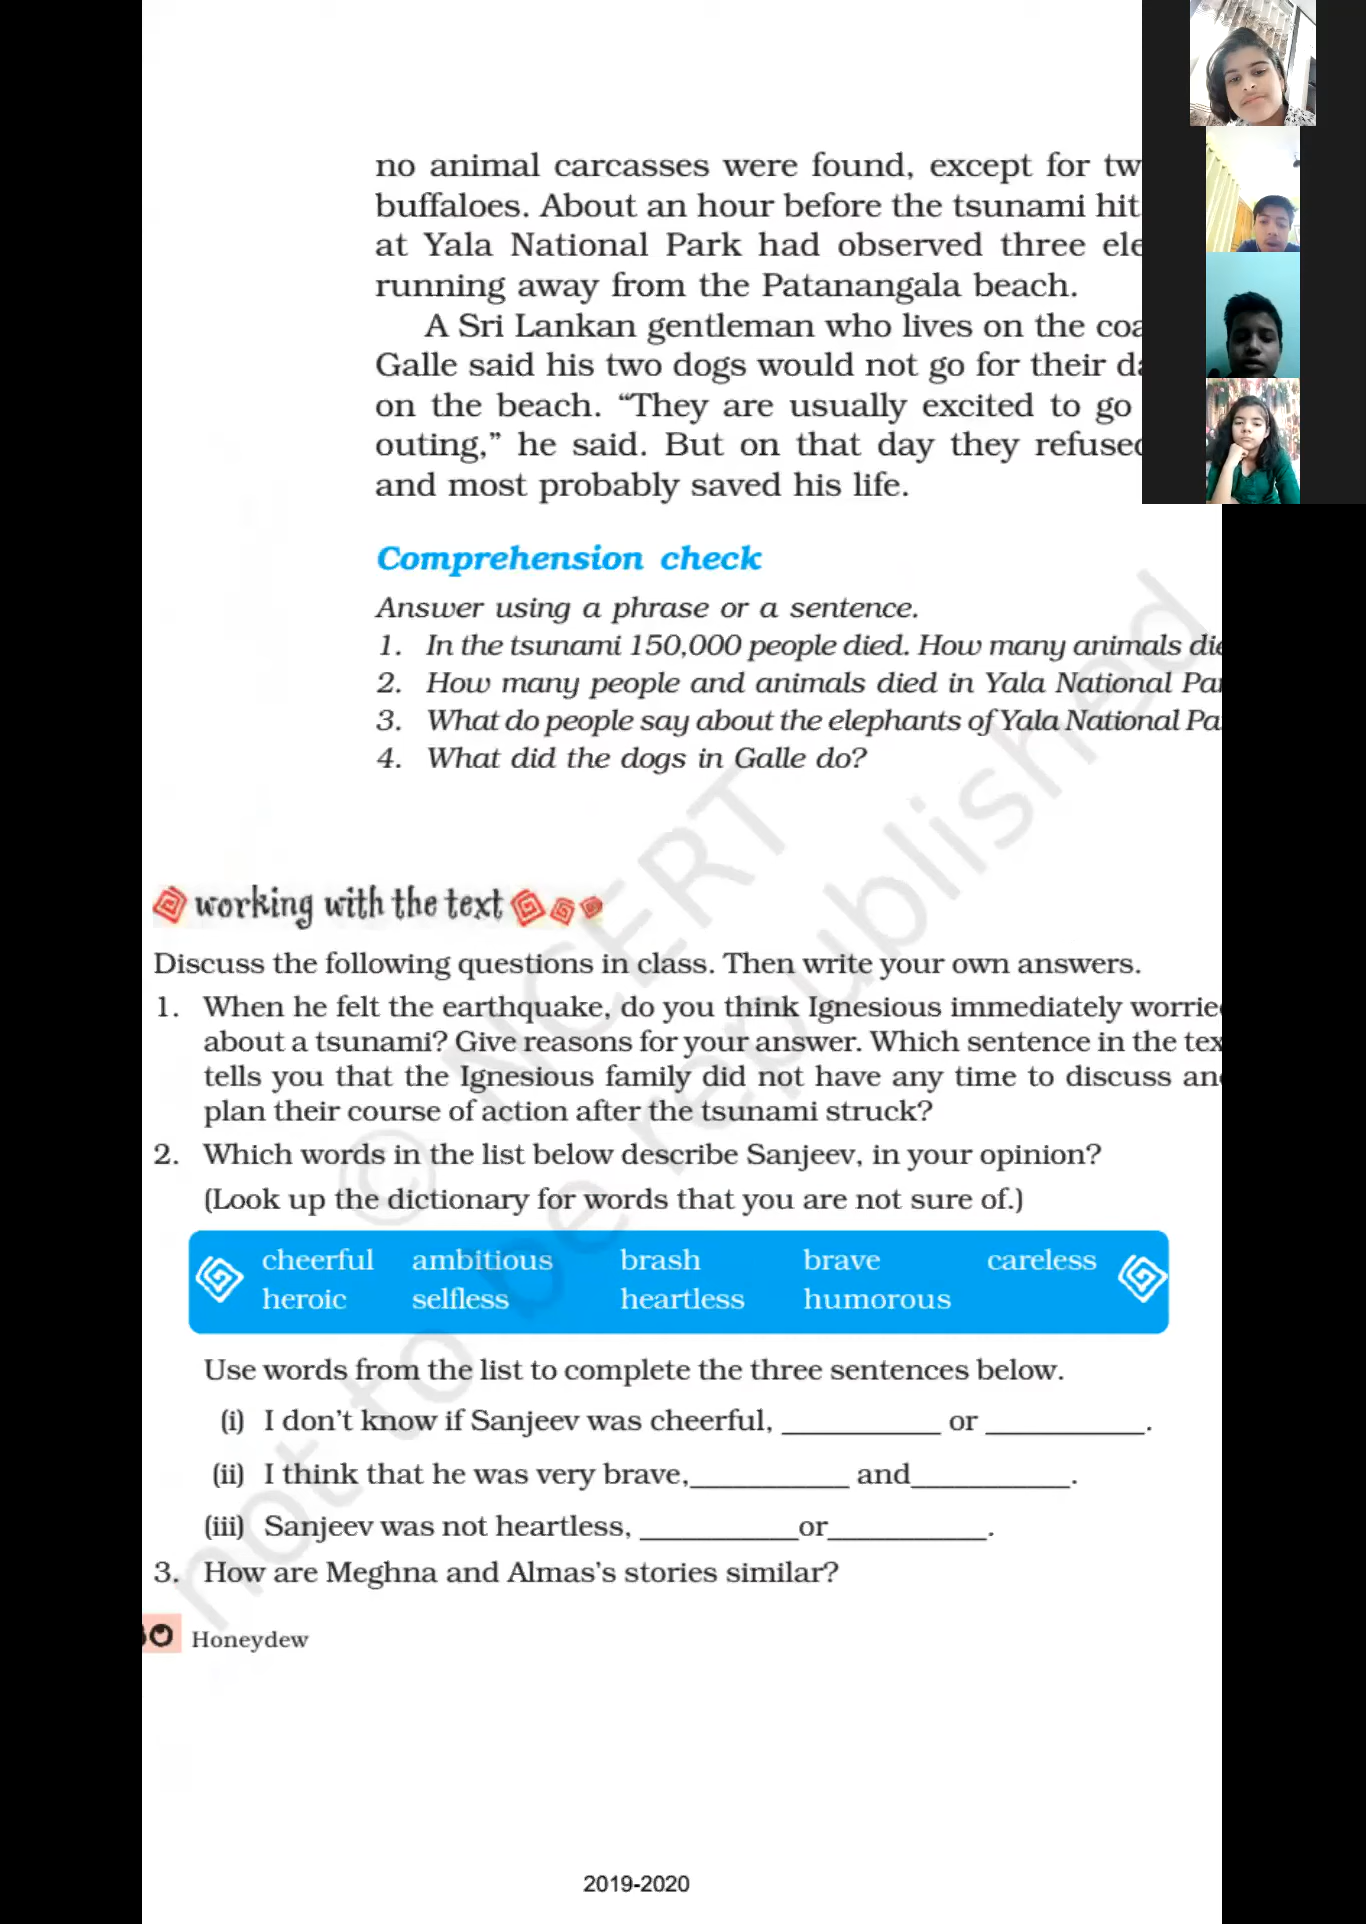 no animal carcasses were found, except for tw
buffaloes. About an hour before the tsunami hit
at Yala National Park had observed three ele
running away from the Patanangala beach.
A Sri Lankan gentleman who lives on the coa
Galle said his two dogs would not go for their da
on the beach. “They are usually excited to go
outing,” he said. But on that day they refused
and most probably saved his life.
Comprehension check
Answer using a phrase or a sentence.
1. In the tsunami 150,000 people died. How many animals die
2. How many people and animals died in Yala National Par
3. What do people say about the elephants of Yala National Pa
4. What did the dogs in Galle do?
working with the text
Discuss the following questions in class. Then write your own answers.
1. When he felt the earthquake, do you think Ignesious immediately worrie
about a tsunami? Give reasons for your answer. Which sentence in the tex
tells you that the Ignesious family did not have any time to discuss an
plan their course of action after the tsunami struck?
2. Which words in the list below describe Sanjeev, in your opinion?
(Look up the dictionary for words that you are not sure of.)
cheerful ambitious brash brave careless
heroic selfless heartless humorous
Use words from the list to complete the three sentences below.
(i) I don’t know if Sanjeev was cheerful, __________ or __________.
(ii) I think that he was very brave,__________ and__________.
(iii) Sanjeev was not heartless, __________or__________.
3. How are Meghna and Almas’s stories similar?
Honeydew
2019-2020
© NCERT
not to be republished